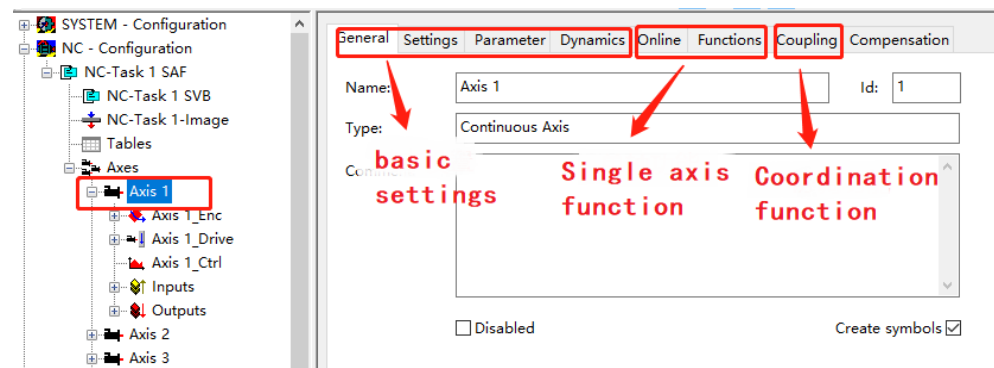 SYSTEM - Configuration
NC - Configuration
NC-Task 1 SAF
NC-Task 1 SVB
NC-Task 1-Image
Tables
Axes
Axis 1
Axis 1_Enc
Axis 1_Drive
Axis 1_Ctrl
Inputs
Outputs
Axis 2
Axis 3
General Settings Parameter Dynamics Online Functions Coupling Compensation
Name: Axis 1 Id: 1
Type: Continuous Axis
basic
settings
Single axis
function
Coordination
function
Disabled Create symbols